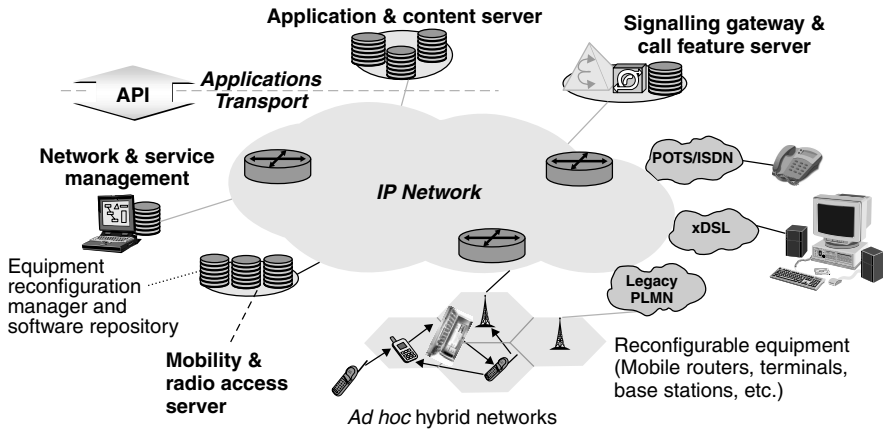 Application & content server
Signalling gateway &
call feature server
API
Applications
Transport
Network & service
management
IP Network
POTS/ISDN
xDSL
Equipment
reconfiguration
manager and
software repository
Legacy
PLMN
Mobility &
radio access
server
Reconfigurable equipment
(Mobile routers, terminals,
base stations, etc.)
Ad hoc hybrid networks